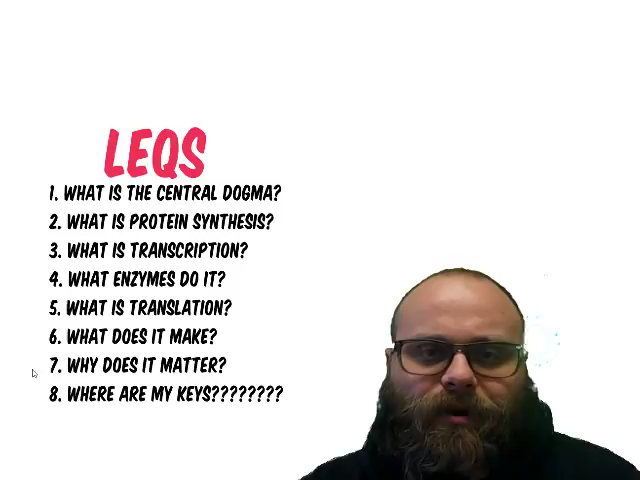 LEQS
1. WHAT IS THE CENTRAL DOGMA?
2. WHAT IS PROTEIN SYNTHESIS?
3. WHAT IS TRANSCRIPTION?
4. WHAT ENZYMES DO IT?
5. WHAT IS TRANSLATION?
6. WHAT DOES IT MAKE?
7. WHY DOES IT MATTER?
8. WHERE ARE MY KEYS????????